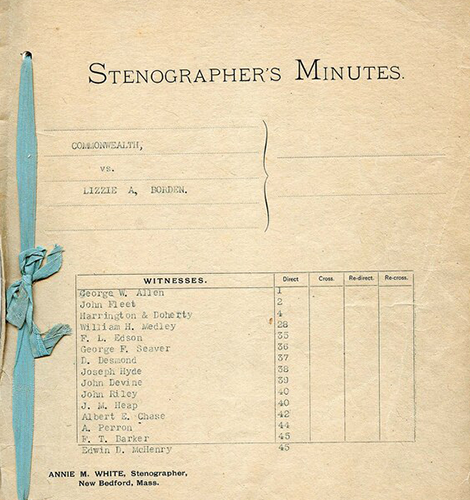 STENOGRAPHER'S MINUTES.
COMMONWEALTH,
vs.
LIZZIE A, BORDEN.
WITNESSES. Direct Cross. Re-direct. Re-cross.
George W. Allen 1
John Fleet 2
Harrington & Doherty 4
William H. Medley 28
F. L. Edson 35
George F. Seaver 36
D. Desmond 37
Joseph Hyde 38
John Devine 39
John Riley 40
J. M. Heap 40
Albert E. Chase 42
A. Perron 44
F. T. Barker 45
Edwin D. McHenry 45
ANNIE M. WHITE, Stenographer,
New Bedford, Mass.